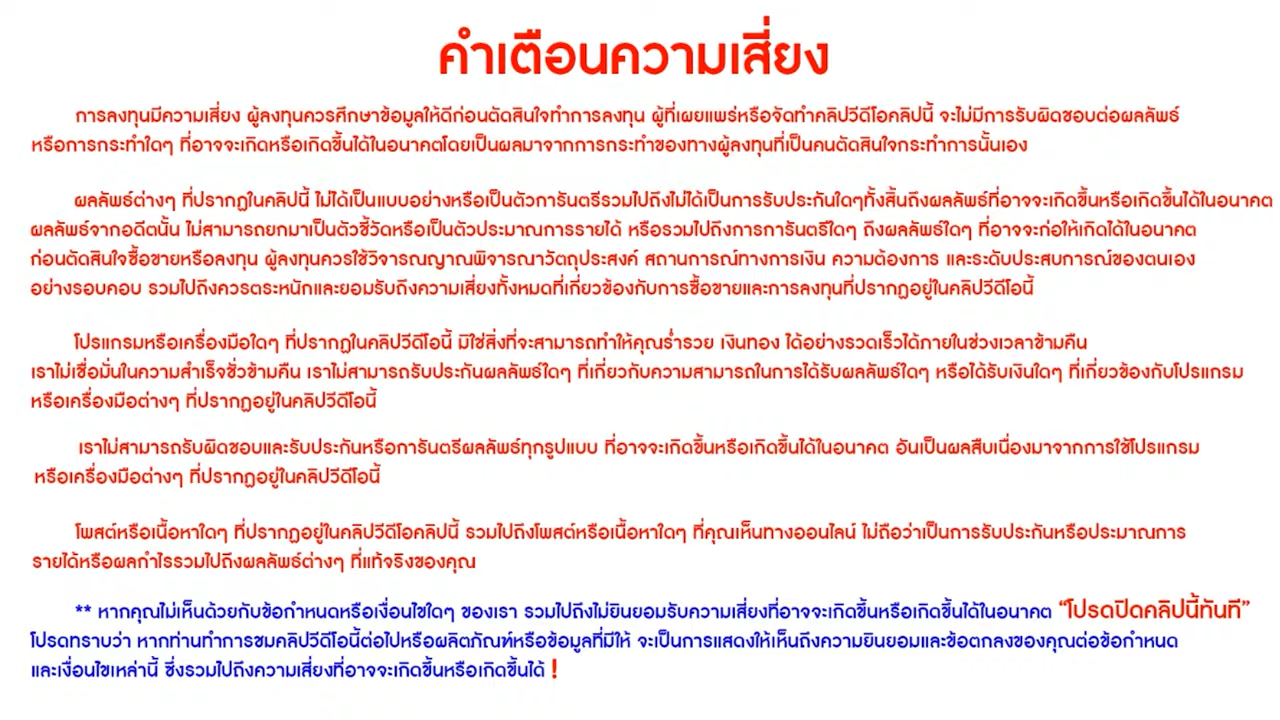 คำเตือนความเสี่ยง
การลงทุนมีความเสี่ยง ผู้ลงทุนควรศึกษาข้อมูลให้ดีก่อนตัดสินใจทำการลงทุน ผู้ที่เผยแพร่หรือจัดทำคลิปวีดีโอคลิปนี้ จะไม่มีการรับผิดชอบต่อผลลัพธ์
หรือการกระทำใดๆ ที่อาจจะเกิดหรือเกิดขึ้นได้ในอนาคตโดยเป็นผลมาจากการกระทำของทางผู้ลงทุนที่เป็นคนตัดสินใจกระทำการนั้นเอง
ผลลัพธ์ต่างๆ ที่ปรากฏในคลิปนี้ ไม่ได้เป็นแบบอย่างหรือเป็นตัวการันตรีรวมไปถึงไม่ได้เป็นการรับประกันใดๆทั้งสิ้นถึงผลลัพธ์ที่อาจจะเกิดขึ้นหรือเกิดขึ้นได้ในอนาคต
ผลลัพธ์จากอดีตนั้น ไม่สามารถยกมาเป็นตัวชี้วัดหรือเป็นตัวประมาณการรายได้ หรือรวมไปถึงการการันตรีใดๆ ถึงผลลัพธ์ใดๆ ที่อาจจะก่อให้เกิดได้ในอนาคต
ก่อนตัดสินใจซื้อขายหรือลงทุน ผู้ลงทุนควรใช้วิจารณญาณพิจารณาวัตถุประสงค์ สถานการณ์ทางการเงิน ความต้องการ และระดับประสบการณ์ของตนเอง
อย่างรอบคอบ รวมไปถึงควรตระหนักและยอมรับถึงความเสี่ยงทั้งหมดที่เกี่ยวข้องกับการซื้อขายและการลงทุนที่ปรากฏอยู่ในคลิปวีดีโอนี้
โปรแกรมหรือเครื่องมือใดๆ ที่ปรากฏในคลิปวีดีโอนี้ มิใช่สิ่งที่จะสามารถทำให้คุณร่ำรวย เงินทอง ได้อย่างรวดเร็วได้ภายในช่วงเวลาข้ามคืน
เราไม่เชื่อมั่นในความสำเร็จชั่วข้ามคืน เราไม่สามารถรับประกันผลลัพธ์ใดๆ ที่เกี่ยวกับความสามารถในการได้รับผลลัพธ์ใดๆ หรือได้รับเงินใดๆ ที่เกี่ยวข้องกับโปรแกรม
หรือเครื่องมือต่างๆ ที่ปรากฏอยู่ในคลิปวีดีโอนี้
เราไม่สามารถรับผิดชอบและรับประกันหรือการันตรีผลลัพธ์ทุกรูปแบบ ที่อาจจะเกิดขึ้นหรือเกิดขึ้นได้ในอนาคต อันเป็นผลสืบเนื่องมาจากการใช้โปรแกรม
หรือเครื่องมือต่างๆ ที่ปรากฏอยู่ในคลิปวีดีโอนี้
โพสต์หรือเนื้อหาใดๆ ที่ปรากฏอยู่ในคลิปวีดีโอคลิปนี้ รวมไปถึงโพสต์หรือเนื้อหาใดๆ ที่คุณเห็นทางออนไลน์ ไม่ถือว่าเป็นการรับประกันหรือประมาณการ
รายได้หรือผลกำไรรวมไปถึงผลลัพธ์ต่างๆ ที่แท้จริงของคุณ
** หากคุณไม่เห็นด้วยกับข้อกำหนดหรือเงื่อนไขใดๆ ของเรา รวมไปถึงไม่ยินยอมรับความเสี่ยงที่อาจจะเกิดขึ้นหรือเกิดขึ้นได้ในอนาคต “โปรดปิดคลิปนี้ทันที”
โปรดทราบว่า หากท่านทำการชมคลิปวีดีโอนี้ต่อไปหรือผลิตภัณฑ์หรือข้อมูลที่มีให้ จะเป็นการแสดงให้เห็นถึงความยินยอมและข้อตกลงของคุณต่อข้อกำหนด
และเงื่อนไขเหล่านี้ ซึ่งรวมไปถึงความเสี่ยงที่อาจจะเกิดขึ้นหรือเกิดขึ้นได้ !